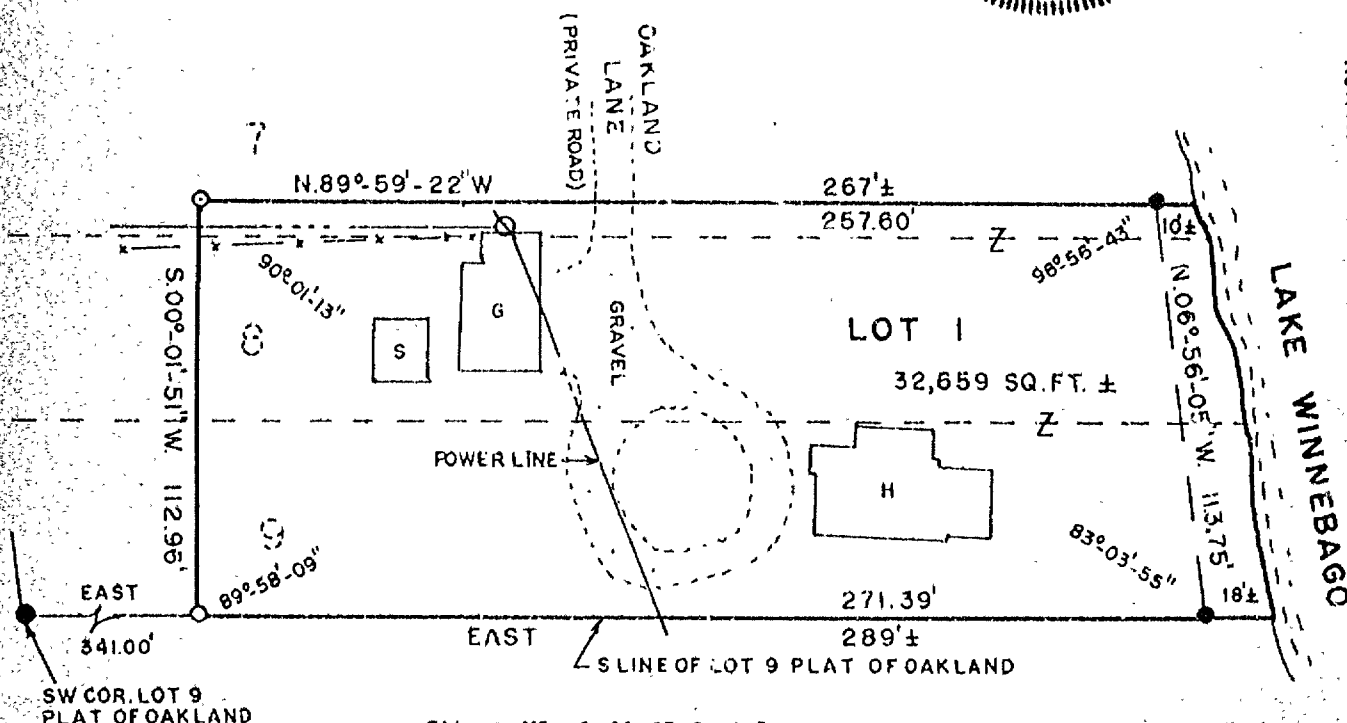 OAKLAND
LANE
(PRIVATE ROAD)
7
N.89°-59'-22"W
267'±
257.60'
10'±
Z
98°-56'-43"
90°-01'-13"
S.00°-01'-51"W. 112.96'
8
S
G
GRAVEL
LOT 1
32,659 SQ.FT. ±
N.06°-56'-05"W. 113.75'
LAKE WINNEBAGO
Z
POWER LINE
H
9
89°-58'-09"
83°-03'-55"
18'±
EAST
341.00'
271.39'
EAST
289'±
S LINE OF LOT 9 PLAT OF OAKLAND
SW COR. LOT 9
PLAT OF OAKLAND